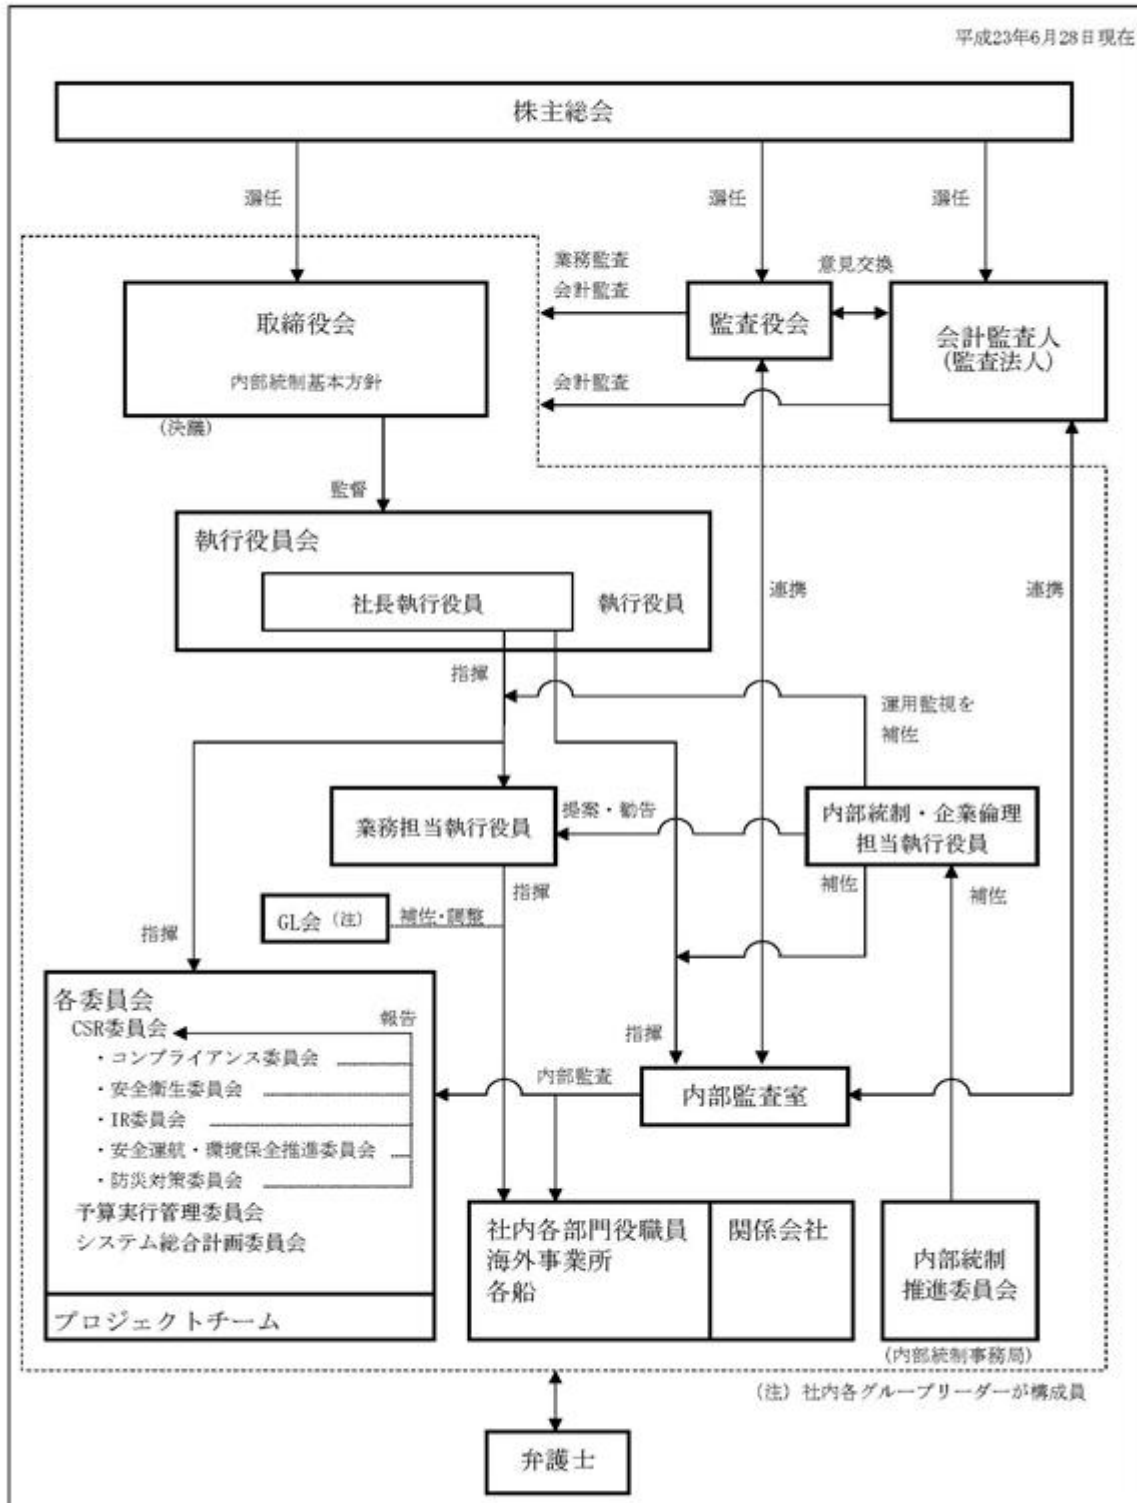 平成23年6月28日現在
株主総会
選任
選任
選任
業務監査
会計監査
意見交換
取締役会
内部統制基本方針
(決議)
監査役会
会計監査人
(監査法人)
会計監査
監督
執行役員会
社長執行役員
執行役員
連携
連携
指揮
運用監視を
補佐
業務担当執行役員
提案・勧告
内部統制・企業倫理
担当執行役員
指揮
補佐
補佐
GL会（注）
補佐・調整
指揮
各委員会
CSR委員会
報告
・コンプライアンス委員会
・安全衛生委員会
・IR委員会
・安全運航・環境保全推進委員会
・防災対策委員会
予算実行管理委員会
システム総合計画委員会
プロジェクトチーム
指揮
内部監査
内部監査室
社内各部門役職員
海外事業所
各船
関係会社
内部統制
推進委員会
(内部統制事務局)
（注）社内各グループリーダーが構成員
弁護士